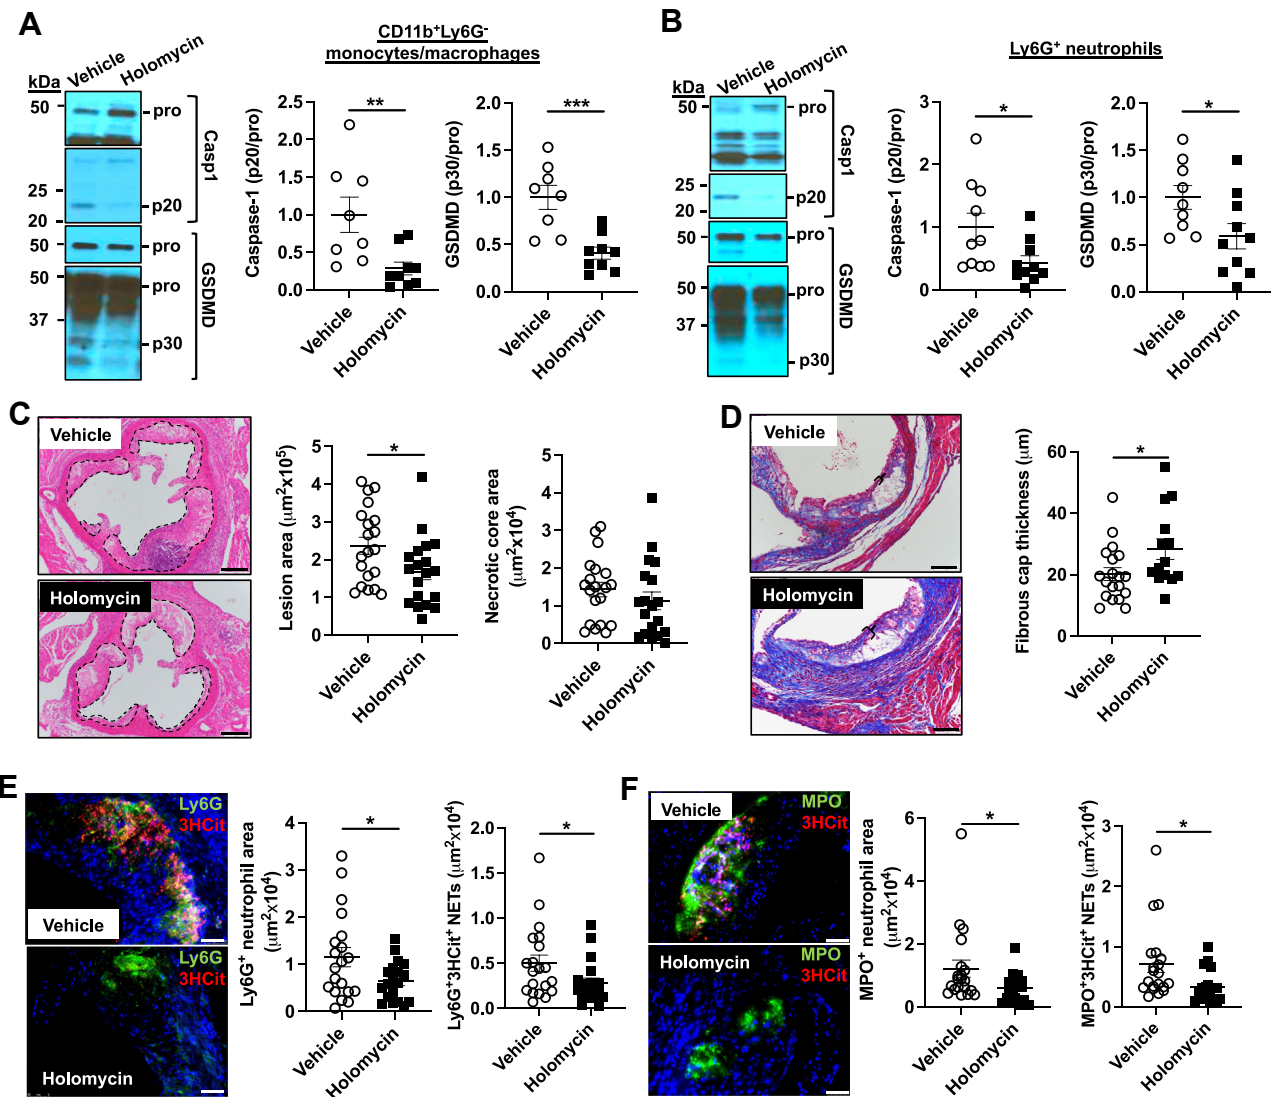 A
CD11b⁺Ly6G⁻
monocytes/macrophages
kDa
Vehicle
Holomycin
50
pro
Casp1
25
20
p20
50
pro
GSDMD
50
pro
37
p30
Caspase-1 (p20/pro)
2.5
2.0
1.5
1.0
0.5
0.0
**
Vehicle
Holomycin
GSDMD (p30/pro)
2.0
1.5
1.0
0.5
0.0
***
Vehicle
Holomycin
B
Ly6G⁺ neutrophils
kDa
Vehicle
Holomycin
50
pro
Casp1
25
20
p20
pro
GSDMD
50
pro
37
p30
Caspase-1 (p20/pro)
3
2
1
0
*
Vehicle
Holomycin
GSDMD (p30/pro)
2.0
1.5
1.0
0.5
0.0
*
Vehicle
Holomycin
C
Vehicle
Holomycin
Lesion area (μm²x10⁵)
5
4
3
2
1
0
*
Vehicle
Holomycin
Necrotic core area
(μm²x10⁴)
5
4
3
2
1
0
Vehicle
Holomycin
D
Vehicle
Holomycin
Fibrous cap thickness (μm)
60
40
20
0
*
Vehicle
Holomycin
E
Ly6G
3HCit
Vehicle
Ly6G
3HCit
Holomycin
Ly6G⁺ neutrophil area
(μm²x10⁴)
4
3
2
1
0
*
Vehicle
Holomycin
Ly6G⁺3HCit⁺ NETs (μm²x10⁴)
2.0
1.5
1.0
0.5
0.0
*
Vehicle
Holomycin
F
Vehicle
MPO
3HCit
Holomycin
MPO
3HCit
MPO⁺ neutrophil area
(μm²x10⁴)
6
4
2
0
*
Vehicle
Holomycin
MPO⁺3HCit⁺ NETs (μm²x10⁴)
3
2
1
0
*
Vehicle
Holomycin